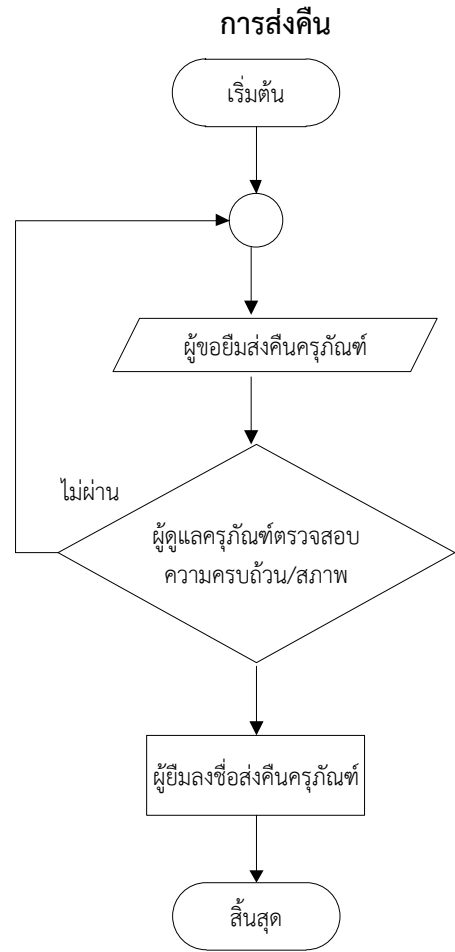 การส่งคืน
เริ่มต้น
ผู้ขอยืมส่งคืนครุภัณฑ์
ไม่ผ่าน
ผู้ดูแลครุภัณฑ์ตรวจสอบ
ความครบถ้วน/สภาพ
ผู้ยืมลงชื่อส่งคืนครุภัณฑ์
สิ้นสุด